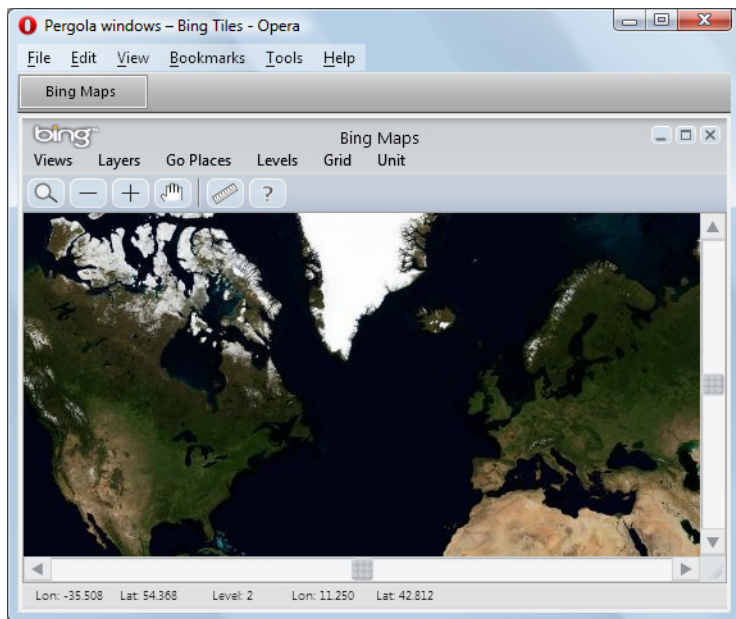 Pergola windows – Bing Tiles - Opera
File Edit View Bookmarks Tools Help
Bing Maps
bing™ Bing Maps
Views Layers Go Places Levels Grid Unit
?
Lon: -35.508 Lat: 54.368 Level: 2 Lon: 11.250 Lat: 42.812